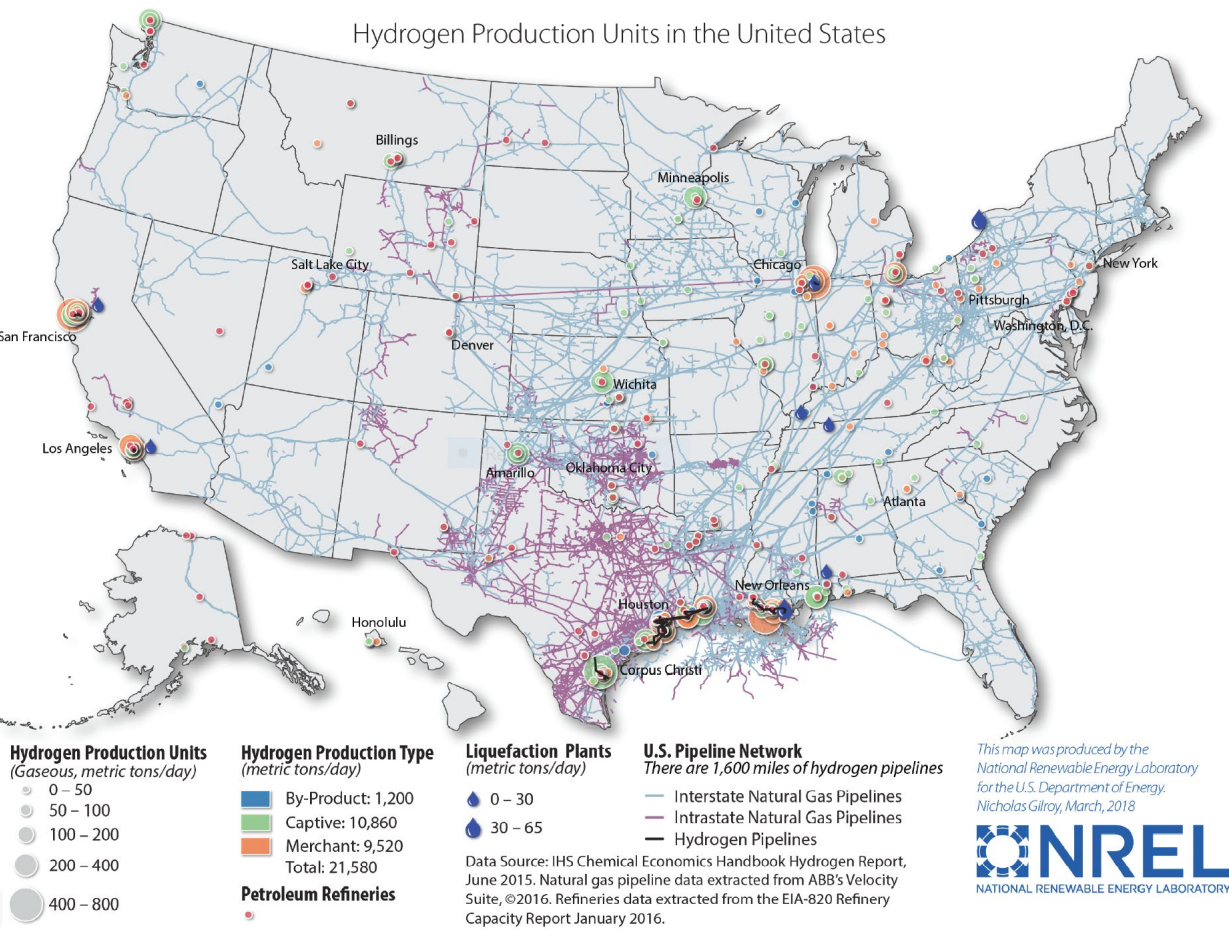 Hydrogen Production Units in the United States
Billings
Minneapolis
Salt Lake City
Chicago
New York
Pittsburgh
San Francisco
Washington, D.C.
Denver
Wichita
Los Angeles
Amarillo
Oklahoma City
Atlanta
New Orleans
Houston
Honolulu
Corpus Christi
Hydrogen Production Units
(Gaseous, metric tons/day)
0 – 50
50 – 100
100 – 200
200 – 400
400 – 800
Hydrogen Production Type
(metric tons/day)
By-Product: 1,200
Captive: 10,860
Merchant: 9,520
Total: 21,580
Petroleum Refineries
Liquefaction Plants
(metric tons/day)
0 – 30
30 – 65
U.S. Pipeline Network
There are 1,600 miles of hydrogen pipelines
Interstate Natural Gas Pipelines
Intrastate Natural Gas Pipelines
Hydrogen Pipelines
Data Source: IHS Chemical Economics Handbook Hydrogen Report,
June 2015. Natural gas pipeline data extracted from ABB's Velocity
Suite, ©2016. Refineries data extracted from the EIA-820 Refinery
Capacity Report January 2016.
This map was produced by the
National Renewable Energy Laboratory
for the U.S. Department of Energy.
Nicholas Gilroy, March, 2018
NREL
NATIONAL RENEWABLE ENERGY LABORATORY